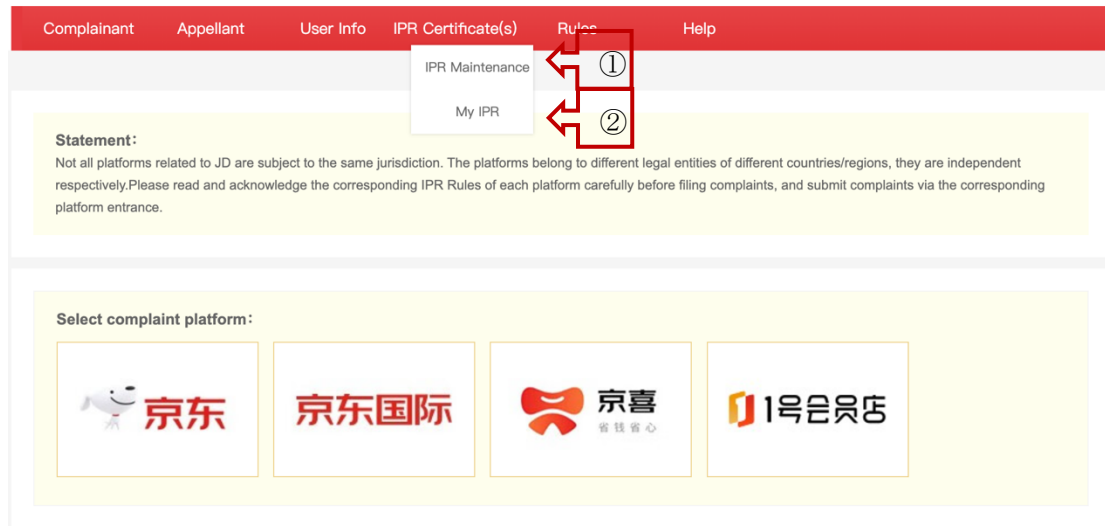 Complainant Appellant User Info IPR Certificate(s) Rules Help
IPR Maintenance
①
My IPR
②
Statement：
Not all platforms related to JD are subject to the same jurisdiction. The platforms belong to different legal entities of different countries/regions, they are independent
respectively.Please read and acknowledge the corresponding IPR Rules of each platform carefully before filing complaints, and submit complaints via the corresponding
platform entrance.
Select complaint platform：
京东
京东国际
京喜
省钱省心
1号会员店